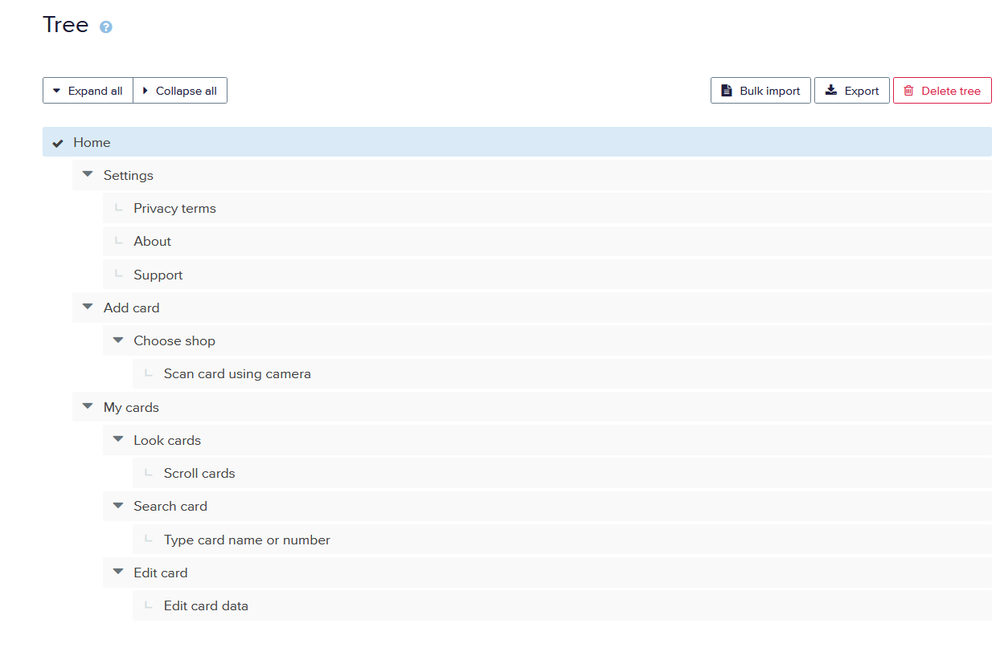 Tree ?
Expand all Collapse all Bulk import Export Delete tree
Home
Settings
Privacy terms
About
Support
Add card
Choose shop
Scan card using camera
My cards
Look cards
Scroll cards
Search card
Type card name or number
Edit card
Edit card data